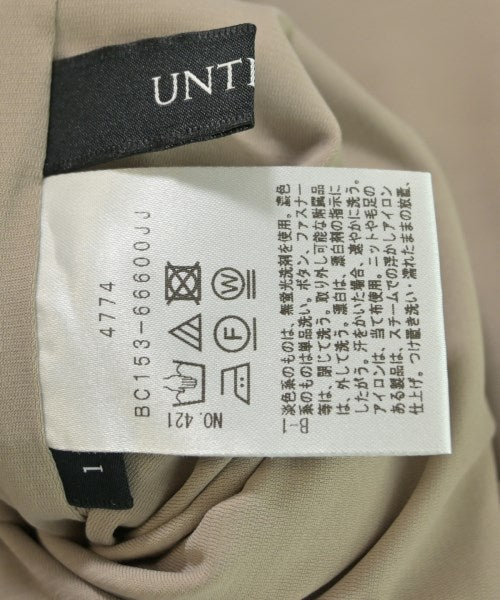 UNTI
4774
BC153-66600JJ
W
F
NO. 421
淡色系のものは、無蛍光洗剤を使用。濃色
系のものは単品洗い。ボタン、ファスナー
等は、閉じて洗う。取り外し可能な附属品
は、外して洗う。漂白は、漂白剤の指示に
したがう。汗をかいた場合、速やかに洗う。
アイロンは、当て布使用。ニットや毛足の
ある製品は、スチームでの浮かしアイロン
仕上げ。つけ置き洗い・濡れたままの放置、
1